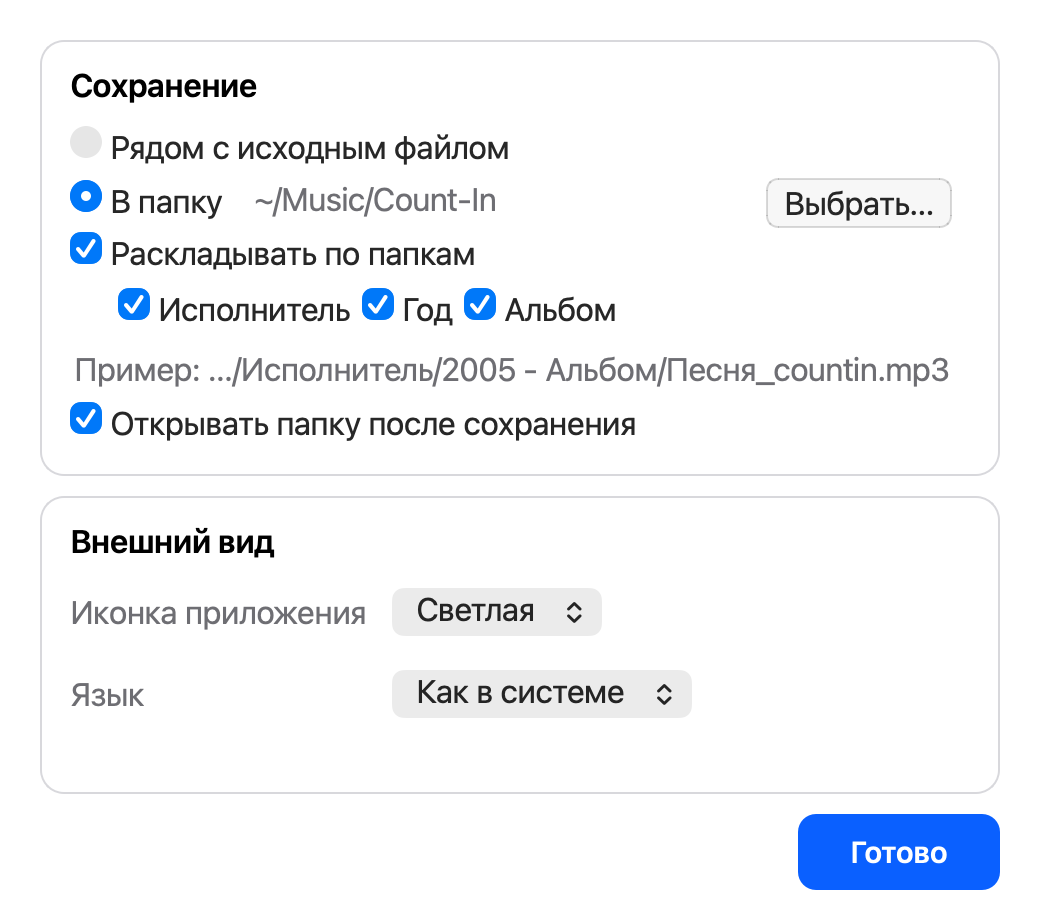 Сохранение
Рядом с исходным файлом
В папку ~/Music/Count-In Выбрать...
Раскладывать по папкам
Исполнитель Год Альбом
Пример: .../Исполнитель/2005 - Альбом/Песня_countin.mp3
Открывать папку после сохранения
Внешний вид
Иконка приложения Светлая
Язык Как в системе
Готово